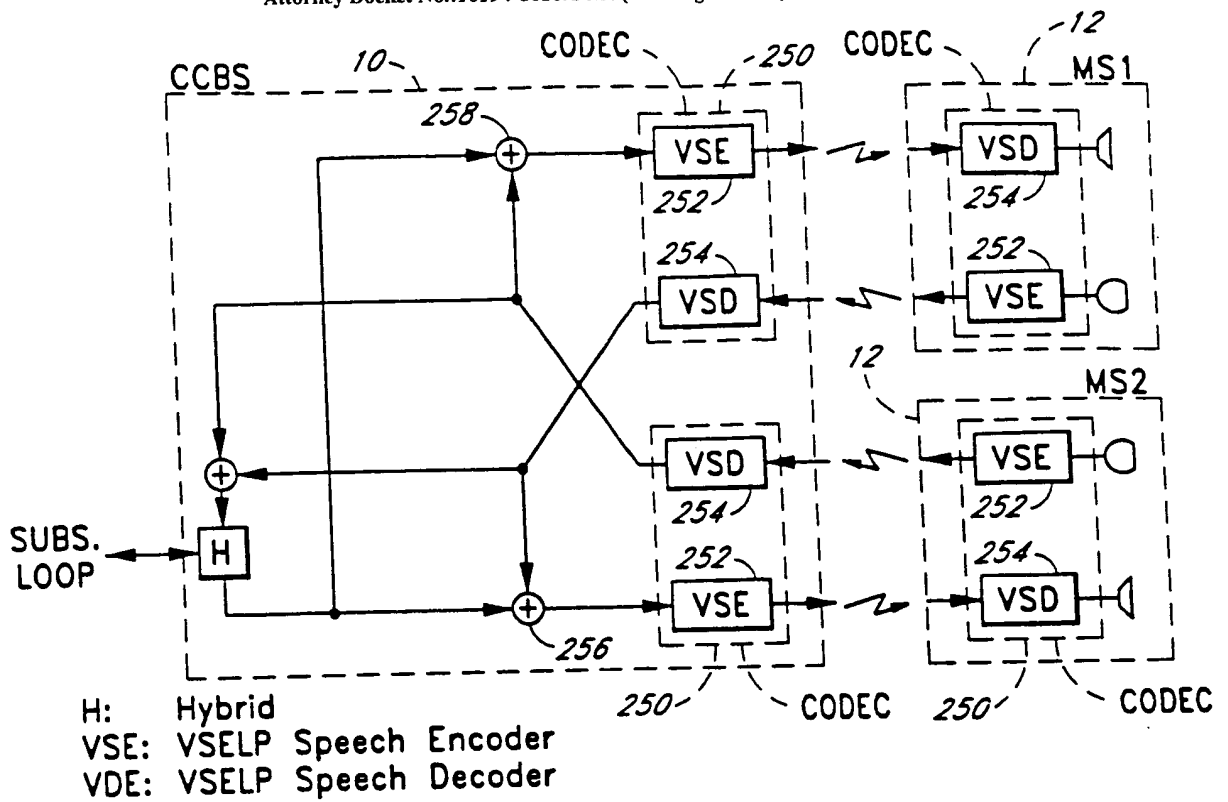 CODEC
250
CODEC
12
CCBS
10
MS1
258
VSE
252
VSD
254
254
VSD
252
VSE
12
MS2
VSD
254
VSE
252
SUBS.
LOOP
H
252
VSE
254
VSD
256
250
CODEC
250
CODEC
H: Hybrid
VSE: VSELP Speech Encoder
VDE: VSELP Speech Decoder